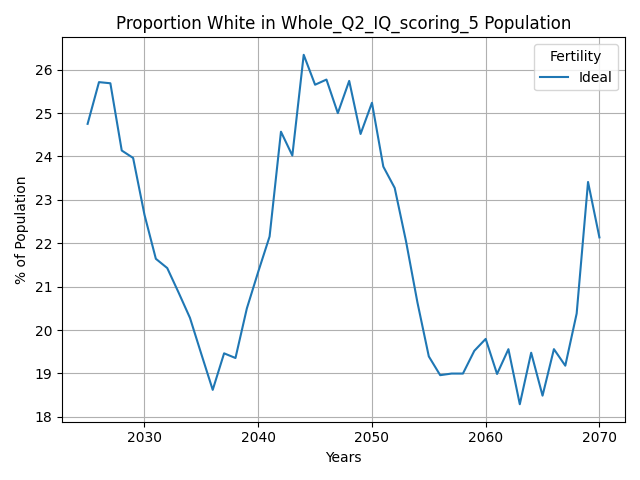 Proportion White in Whole_Q2_IQ_scoring_5 Population
Fertility
Ideal
% of Population
26
25
24
23
22
21
20
19
18
2030
2040
2050
2060
2070
Years